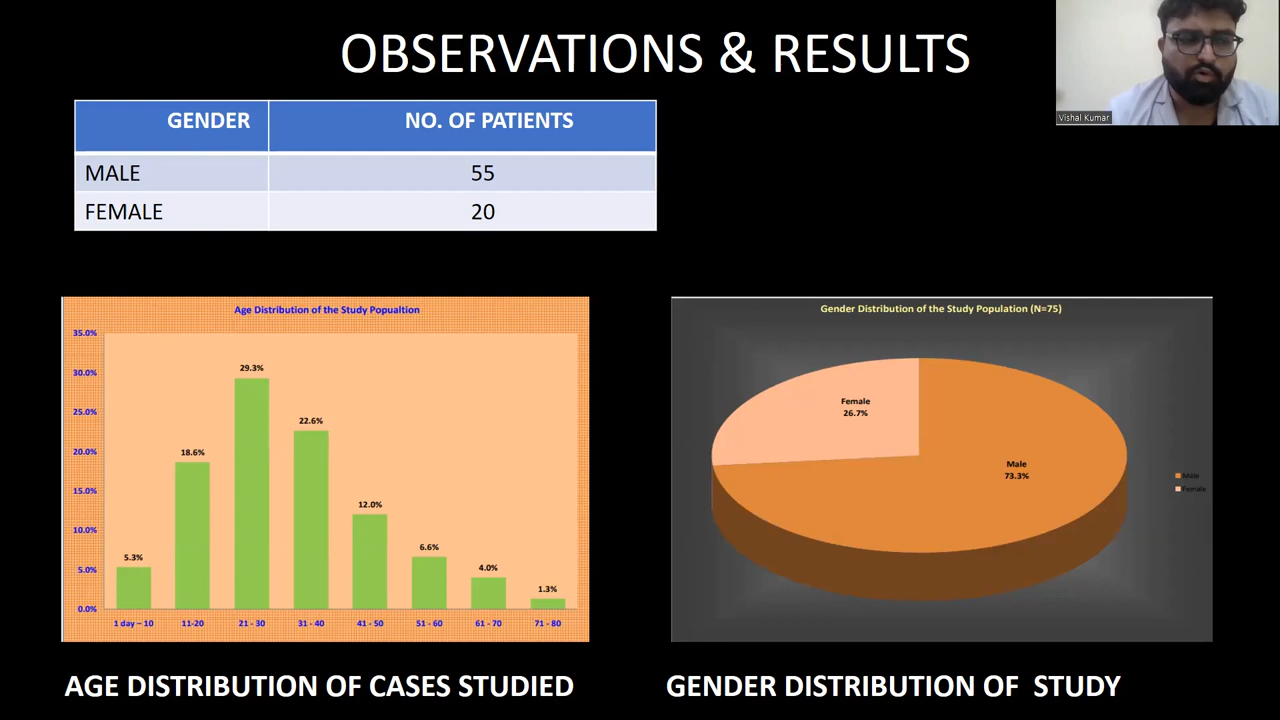 OBSERVATIONS & RESULTS
Vishal Kumar
GENDER NO. OF PATIENTS
MALE 55
FEMALE 20
Age Distribution of the Study Popualtion
35.0%
30.0%
25.0%
20.0%
15.0%
10.0%
5.0%
0.0%
5.3%
18.6%
29.3%
22.6%
12.0%
6.6%
4.0%
1.3%
1 day – 10 11-20 21 - 30 31 - 40 41 - 50 51 - 60 61 - 70 71 - 80
AGE DISTRIBUTION OF CASES STUDIED
Gender Distribution of the Study Population (N=75)
Female
26.7%
Male
73.3%
Male
Female
GENDER DISTRIBUTION OF STUDY